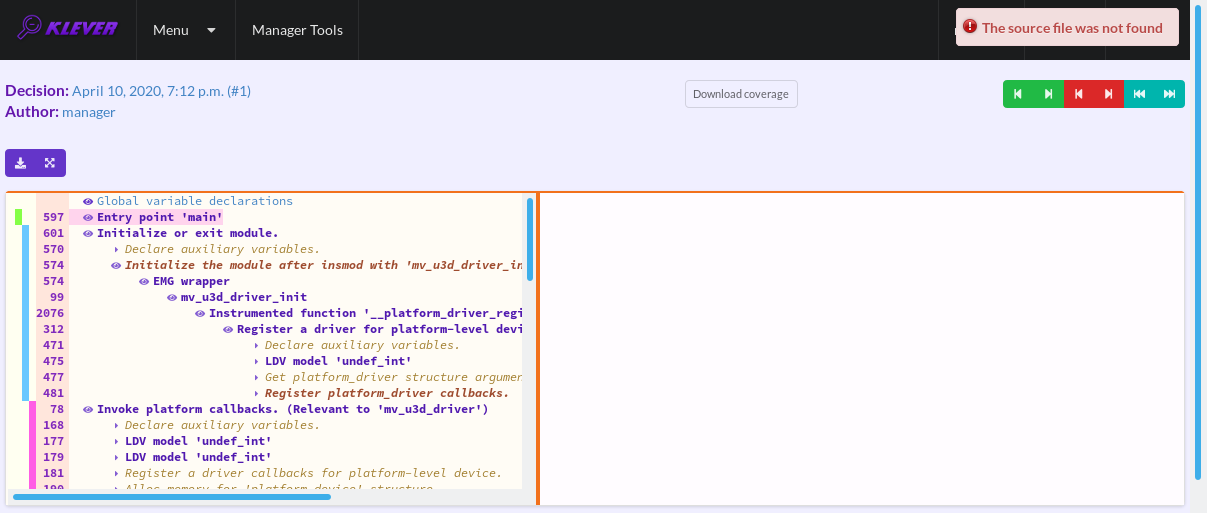 KLEVER
Menu
Manager Tools
The source file was not found
Decision: April 10, 2020, 7:12 p.m. (#1)
Author: manager
Download coverage
Global variable declarations
597 Entry point 'main'
601 Initialize or exit module.
570 Declare auxiliary variables.
574 Initialize the module after insmod with 'mv_u3d_driver_in
574 EMG wrapper
99 mv_u3d_driver_init
2076 Instrumented function '__platform_driver_regi
312 Register a driver for platform-level devi
471 Declare auxiliary variables.
475 LDV model 'undef_int'
477 Get platform_driver structure argumen
481 Register platform_driver callbacks.
78 Invoke platform callbacks. (Relevant to 'mv_u3d_driver')
168 Declare auxiliary variables.
177 LDV model 'undef_int'
179 LDV model 'undef_int'
181 Register a driver callbacks for platform-level device.
190 Alloc memory for 'platform_device' structure.